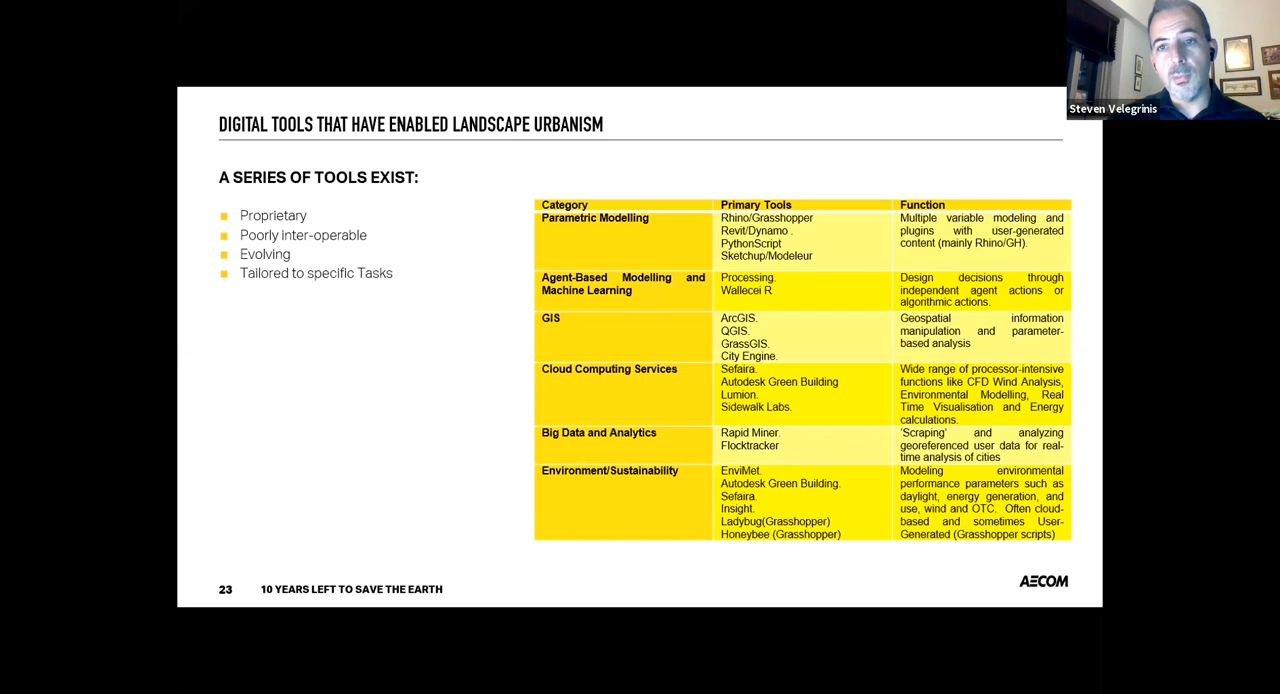 Steven Velegrinis
DIGITAL TOOLS THAT HAVE ENABLED LANDSCAPE URBANISM
A SERIES OF TOOLS EXIST:
Proprietary
Poorly inter-operable
Evolving
Tailored to specific Tasks
Category Primary Tools Function
Parametric Modelling Rhino/Grasshopper Multiple variable modeling and
Revit/Dynamo . plugins with user-generated
PythonScript content (mainly Rhino/GH).
Sketchup/Modeleur
Agent-Based Modelling and Processing. Design decisions through
Machine Learning Wallecei R independent agent actions or
algorithmic actions.
GIS ArcGIS. Geospatial information
QGIS. manipulation and parameter-
GrassGIS. based analysis
City Engine.
Cloud Computing Services Sefaira. Wide range of processor-intensive
Autodesk Green Building functions like CFD Wind Analysis,
Lumion. Environmental Modelling, Real
Sidewalk Labs. Time Visualisation and Energy
calculations.
Big Data and Analytics Rapid Miner. 'Scraping' and analyzing
Flocktracker georeferenced user data for real-
time analysis of cities
Environment/Sustainability EnviMet. Modeling environmental
Autodesk Green Building. performance parameters such as
Sefaira. daylight, energy generation, and
Insight. use, wind and OTC. Often cloud-
Ladybug(Grasshopper) based and sometimes User-
Honeybee (Grasshopper) Generated (Grasshopper scripts)
23 10 YEARS LEFT TO SAVE THE EARTH
AECOM